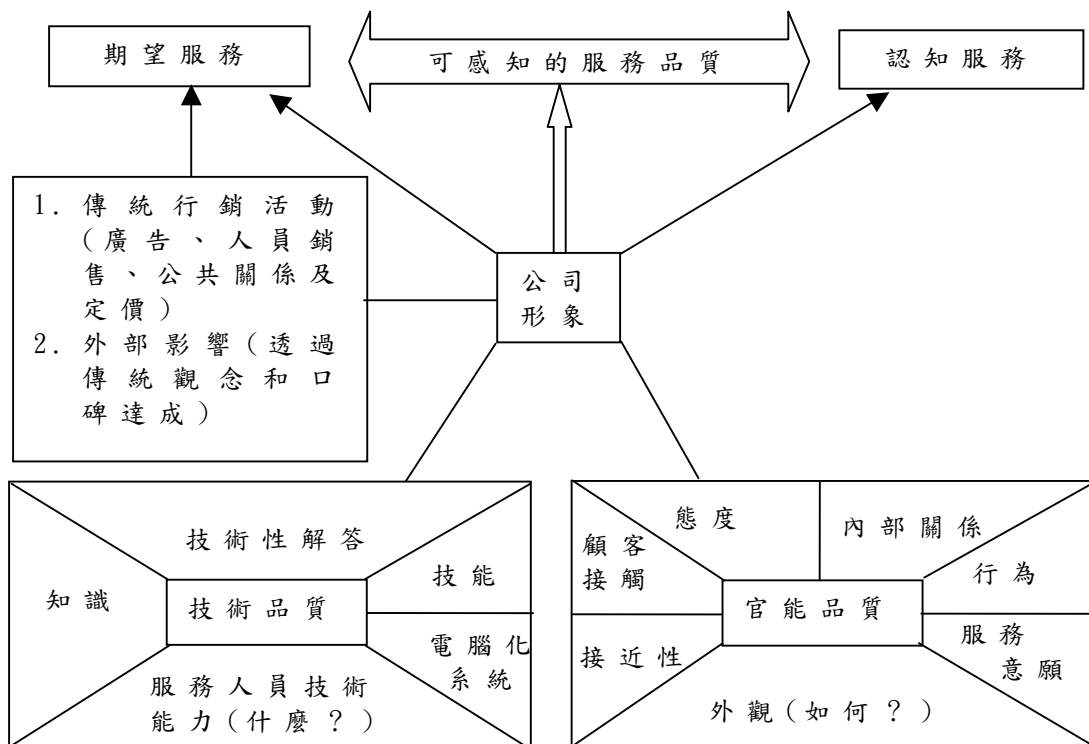 期望服務
可感知的服務品質
認知服務
1. 傳統行銷活動
(廣告、人員銷
售、公共關係及
定價)
2. 外部影響(透過
傳統觀念和口
碑達成)
公司
形象
技術性解答
知識
技術品質
技能
電腦化
系統
服務人員技術
能力(什麼？)
態度
內部關係
顧客
接觸
行為
官能品質
接近性
服務
意願
外觀(如何？)